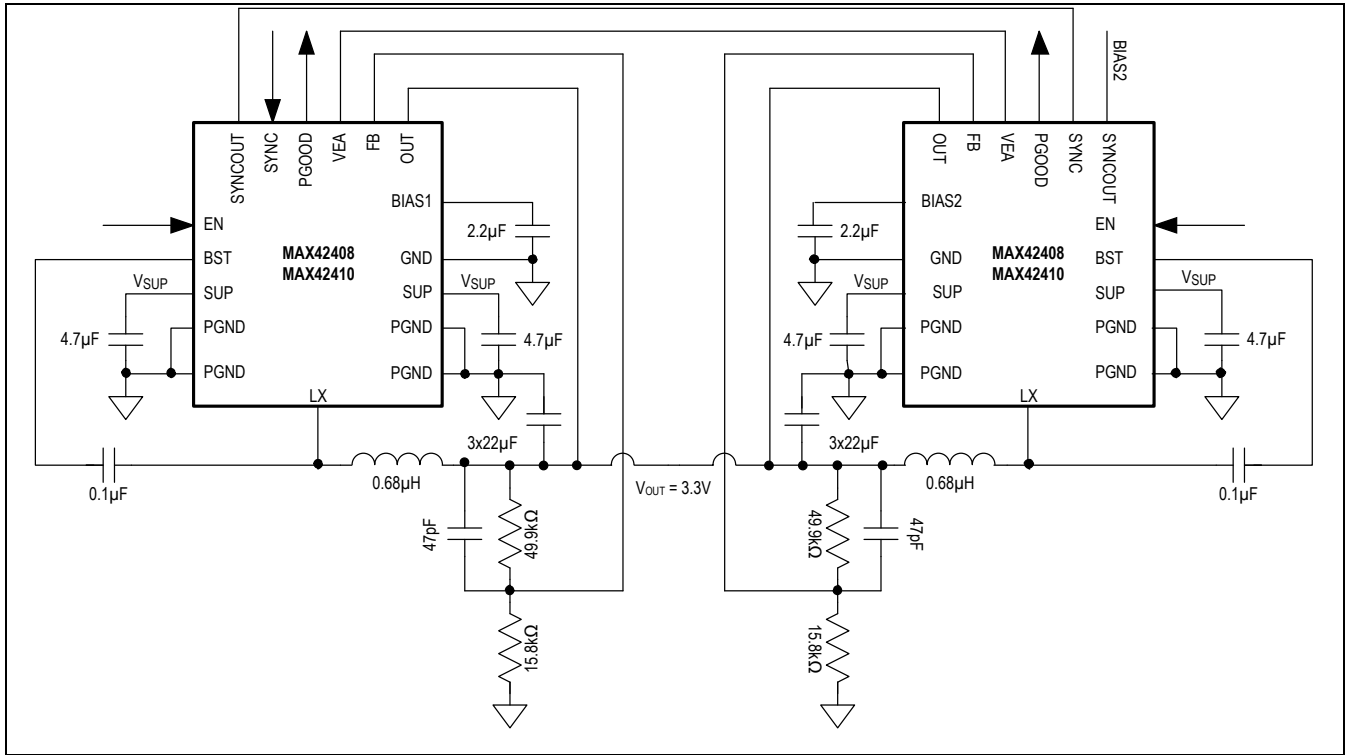 SYNCOUT
SYNC
PGOOD
VEA
FB
OUT
EN
BST
SUP
PGND
PGND
LX
BIAS1
GND
SUP
PGND
PGND
MAX42408
MAX42410
VSUP
4.7µF
2.2µF
VSUP
4.7µF
3x22µF
0.1µF
0.68µH
47pF
49.9kΩ
15.8kΩ
VOUT = 3.3V
BIAS2
OUT
FB
VEA
PGOOD
SYNC
SYNCOUT
BIAS2
GND
SUP
PGND
PGND
LX
EN
BST
SUP
PGND
PGND
MAX42408
MAX42410
2.2µF
VSUP
4.7µF
VSUP
4.7µF
3x22µF
0.68µH
0.1µF
49.9kΩ
47pF
15.8kΩ